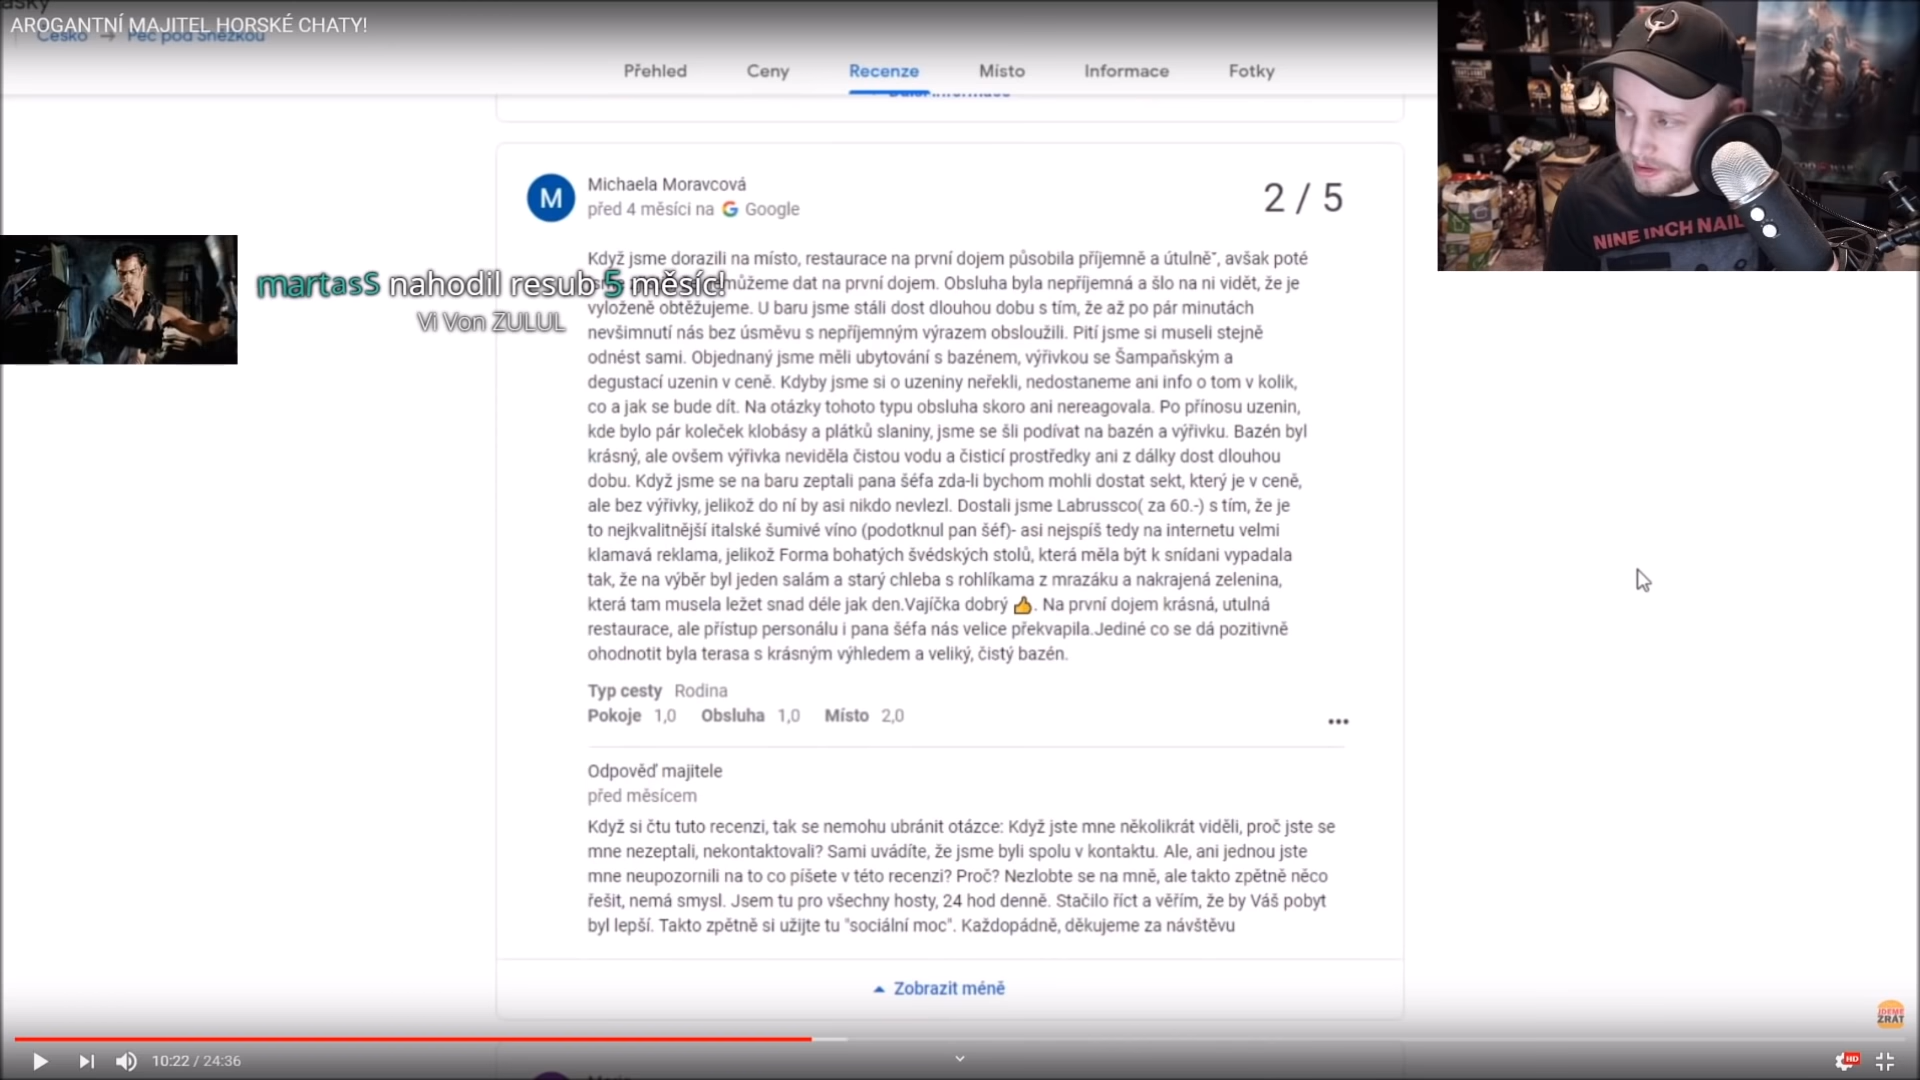 AROGANTNÍ MAJITEL HORSKÉ CHATY!
Česko → Pec pod Sněžkou
Přehled Ceny Recenze Místo Informace Fotky
M
Michaela Moravcová
před 4 měsíci na G Google
2 / 5
NINE INCH NAIL
Když jsme dorazili na místo, restaurace na první dojem působila příjemně a útulně˝, avšak poté
můžeme dat na první dojem. Obsluha byla nepříjemná a šlo na ni vidět, že je
martasS nahodil resub 5 měsíc!
Vi Von ZULUL
vyloženě obtěžujeme. U baru jsme stáli dost dlouhou dobu s tím, že až po pár minutách
nevšimnutí nás bez úsměvu s nepříjemným výrazem obsloužili. Pití jsme si museli stejně
odnést sami. Objednaný jsme měli ubytování s bazénem, výřivkou se Šampaňským a
degustací uzenin v ceně. Kdyby jsme si o uzeniny neřekli, nedostaneme ani info o tom v kolik,
co a jak se bude dít. Na otázky tohoto typu obsluha skoro ani nereagovala. Po přínosu uzenin,
kde bylo pár koleček klobásy a plátků slaniny, jsme se šli podívat na bazén a výřivku. Bazén byl
krásný, ale ovšem výřivka neviděla čistou vodu a čisticí prostředky ani z dálky dost dlouhou
dobu. Když jsme se na baru zeptali pana šéfa zda-li bychom mohli dostat sekt, který je v ceně,
ale bez výřivky, jelikož do ní by asi nikdo nevlezl. Dostali jsme Labrussco( za 60.-) s tím, že je
to nejkvalitnější italské šumivé víno (podotknul pan šéf)- asi nejspíš tedy na internetu velmi
klamavá reklama, jelikož Forma bohatých švédských stolů, která měla být k snídani vypadala
tak, že na výběr byl jeden salám a starý chleba s rohlíkama z mrazáku a nakrajená zelenina,
která tam musela ležet snad déle jak den.Vajíčka dobrý 👍. Na první dojem krásná, utulná
restaurace, ale přístup personálu i pana šéfa nás velice překvapila.Jediné co se dá pozitivně
ohodnotit byla terasa s krásným výhledem a veliký, čistý bazén.
Typ cesty Rodina
Pokoje 1,0 Obsluha 1,0 Místo 2,0
Odpověď majitele
před měsícem
Když si čtu tuto recenzi, tak se nemohu ubránit otázce: Když jste mne několikrát viděli, proč jste se
mne nezeptali, nekontaktovali? Sami uvádíte, že jsme byli spolu v kontaktu. Ale, ani jednou jste
mne neupozornili na to co píšete v této recenzi? Proč? Nezlobte se na mně, ale takto zpětně něco
řešit, nemá smysl. Jsem tu pro všechny hosty, 24 hod denně. Stačilo říct a věřím, že by Váš pobyt
byl lepší. Takto zpětně si užijte tu "sociální moc". Každopádně, děkujeme za návštěvu
Zobrazit méně
JDEME
ZRÁT
10:22 / 24:36
HD